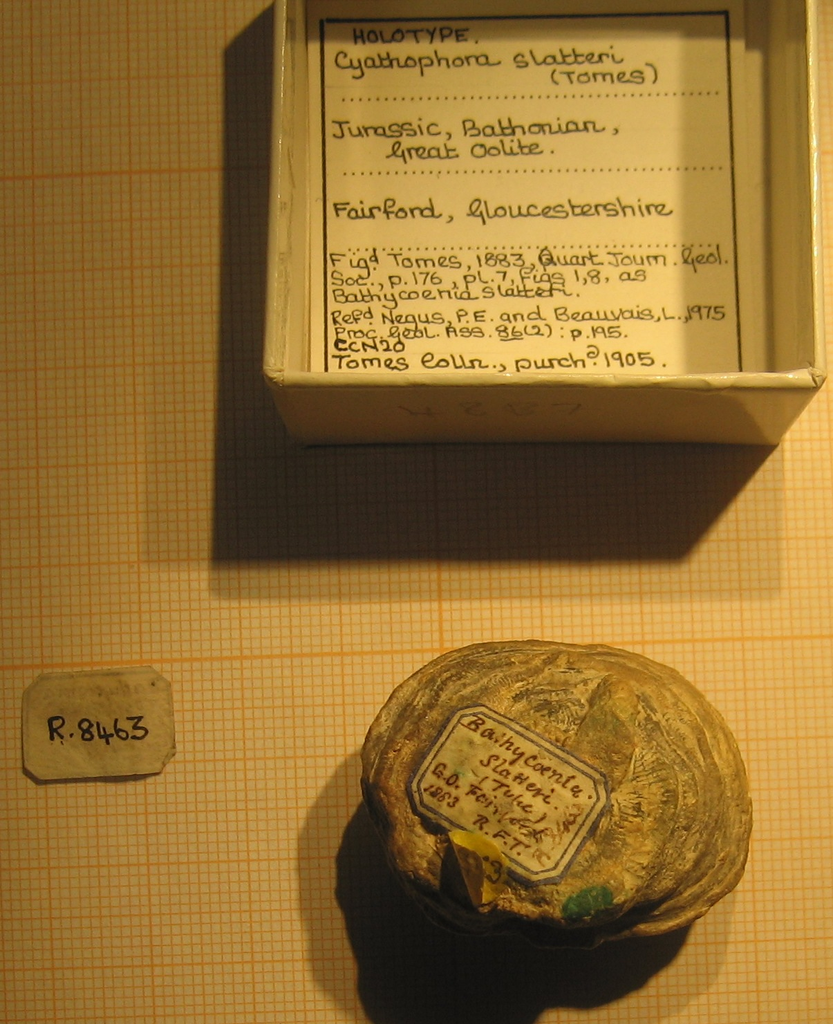 HOLOTYPE.
Cyathophora slatteri
(Tomes)
Jurassic, Bathonian,
Great Oolite.
Fairford, Gloucestershire
Figᵈ Tomes, 1883, Quart Journ. Geol.
Soc., p.176, pl.7, figs 1,8, as
Bathycoenia slatteri.
Refᵈ Negus, P.E. and Beauvais, L., 1975
Proc. Geol. Ass. 86(2) : p.195.
CCN20
Tomes Colln., purchᵈ. 1905.
R.8463
Bathycoenia.
Slatteri.
(Type)
G.O. Fairford
1883
R.F.T.
3